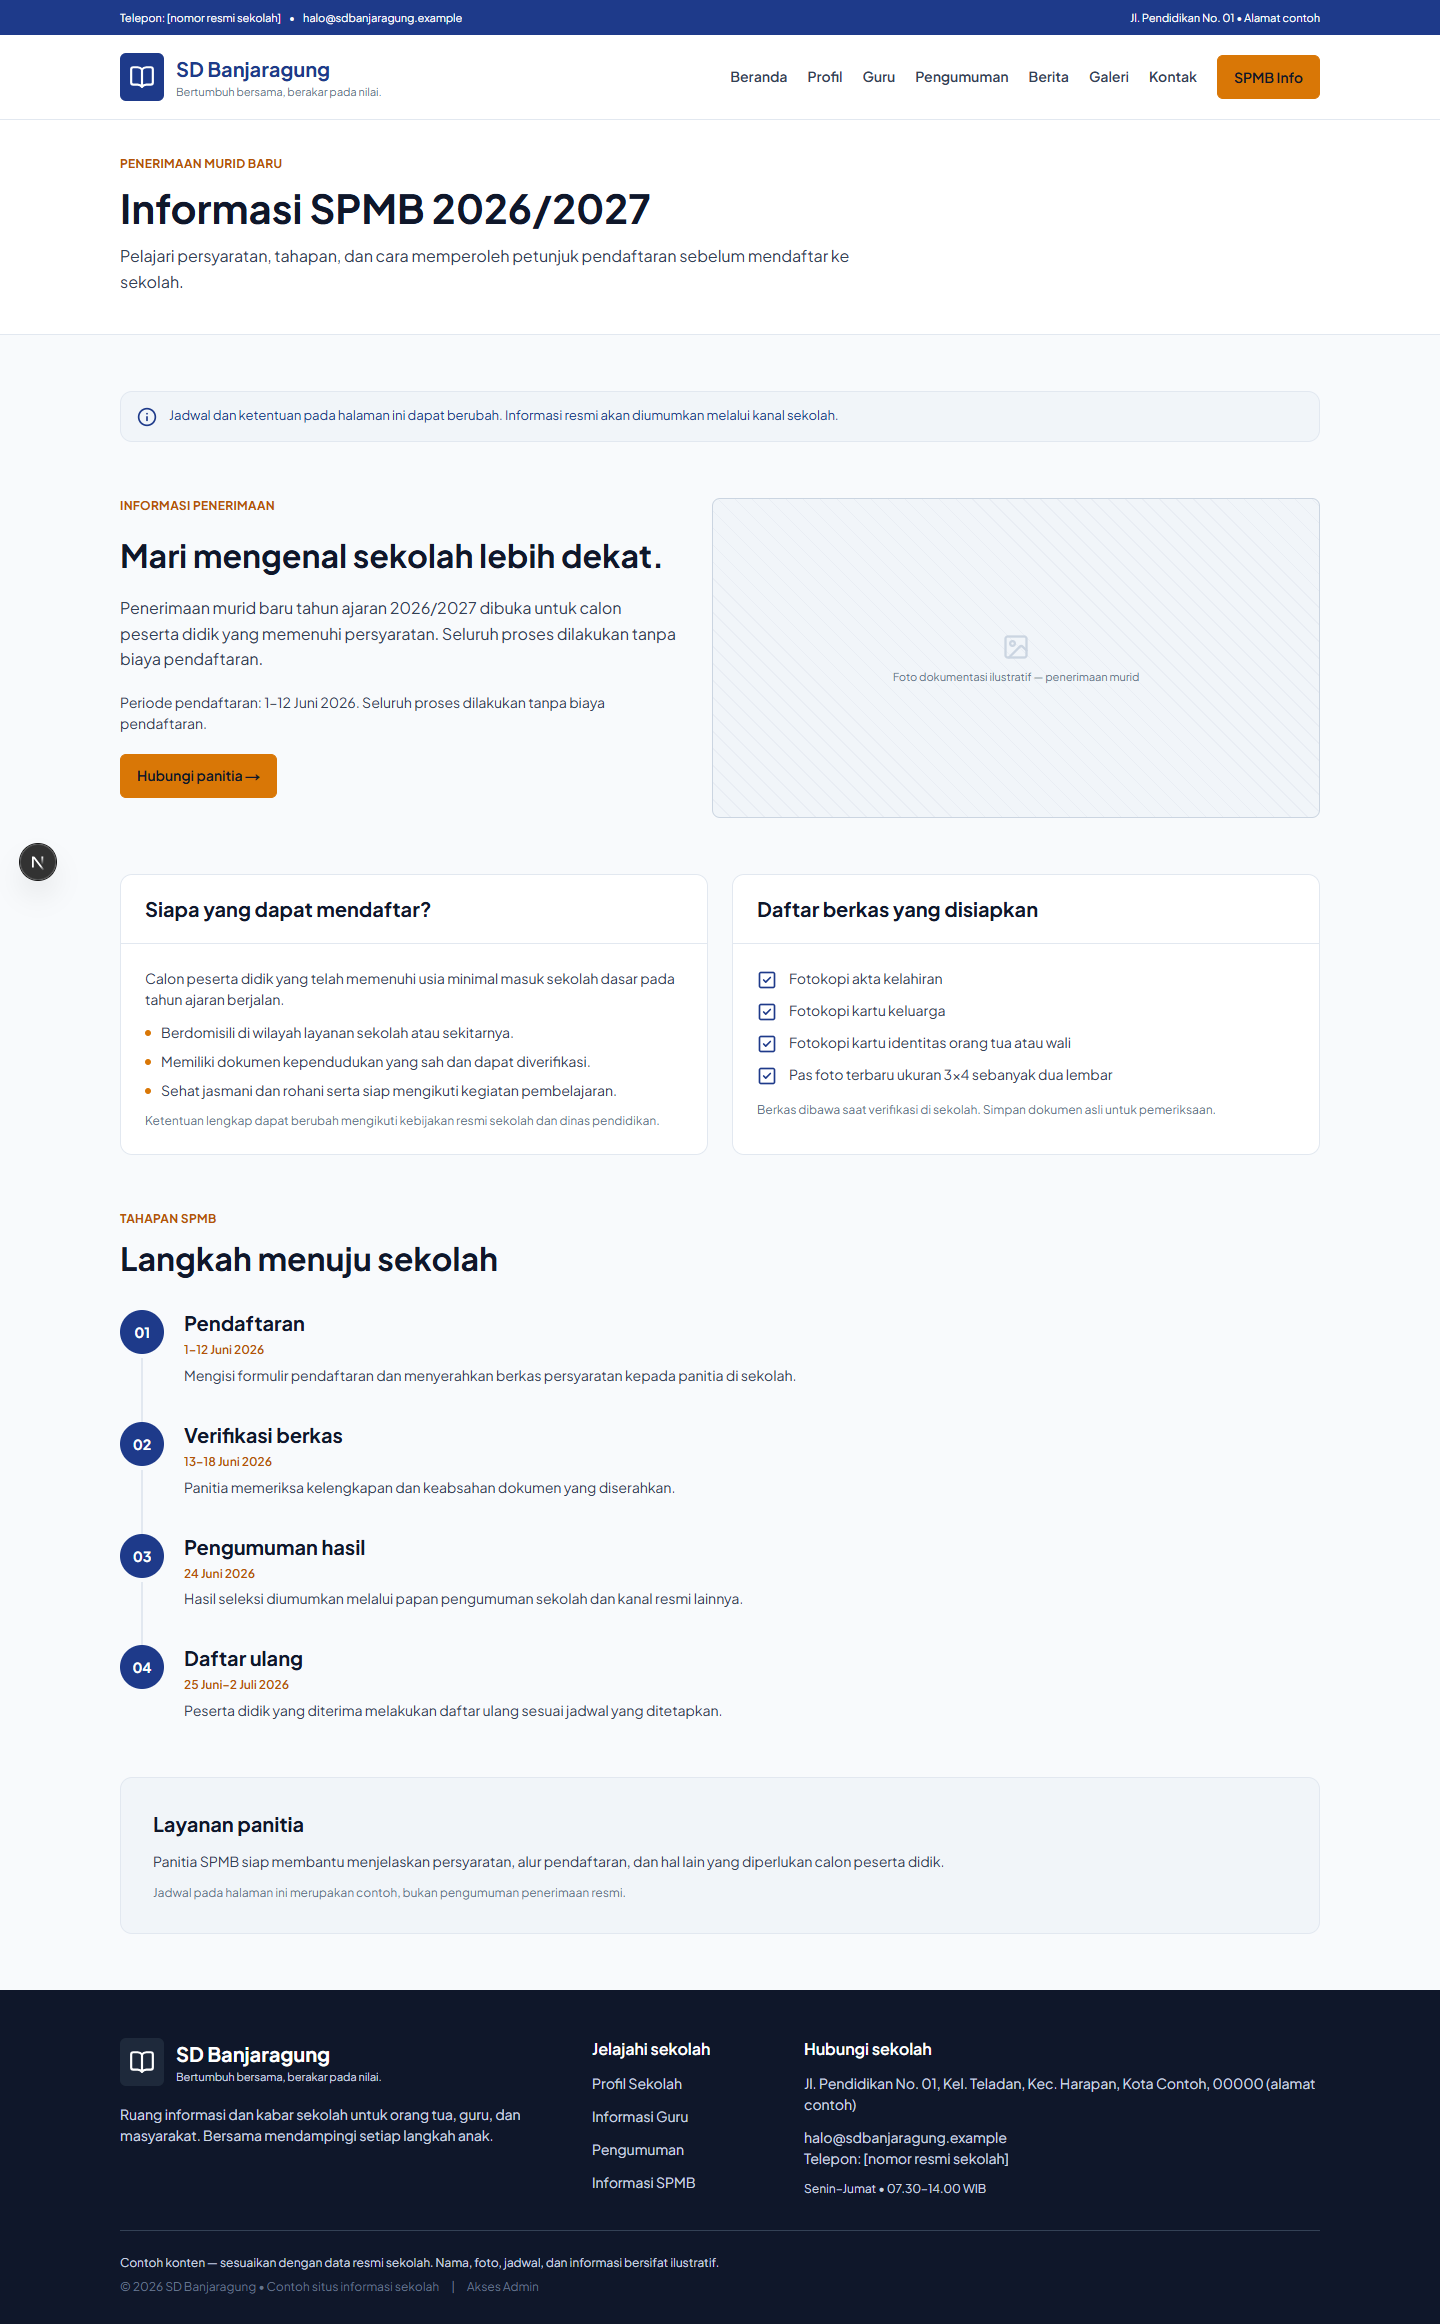 Telepon: [nomor resmi sekolah] • halo@sdbanjaragung.example
Jl. Pendidikan No. 01 • Alamat contoh
SD Banjaragung
Bertumbuh bersama, berakar pada nilai.
Beranda Profil Guru Pengumuman Berita Galeri Kontak SPMB Info
PENERIMAAN MURID BARU
Informasi SPMB 2026/2027
Pelajari persyaratan, tahapan, dan cara memperoleh petunjuk pendaftaran sebelum mendaftar ke
sekolah.
Jadwal dan ketentuan pada halaman ini dapat berubah. Informasi resmi akan diumumkan melalui kanal sekolah.
INFORMASI PENERIMAAN
Mari mengenal sekolah lebih dekat.
Penerimaan murid baru tahun ajaran 2026/2027 dibuka untuk calon
peserta didik yang memenuhi persyaratan. Seluruh proses dilakukan tanpa
biaya pendaftaran.
Periode pendaftaran: 1–12 Juni 2026. Seluruh proses dilakukan tanpa biaya
pendaftaran.
Hubungi panitia →
Foto dokumentasi ilustratif — penerimaan murid
N
Siapa yang dapat mendaftar?
Calon peserta didik yang telah memenuhi usia minimal masuk sekolah dasar pada
tahun ajaran berjalan.
• Berdomisili di wilayah layanan sekolah atau sekitarnya.
• Memiliki dokumen kependudukan yang sah dan dapat diverifikasi.
• Sehat jasmani dan rohani serta siap mengikuti kegiatan pembelajaran.
Ketentuan lengkap dapat berubah mengikuti kebijakan resmi sekolah dan dinas pendidikan.
Daftar berkas yang disiapkan
Fotokopi akta kelahiran
Fotokopi kartu keluarga
Fotokopi kartu identitas orang tua atau wali
Pas foto terbaru ukuran 3×4 sebanyak dua lembar
Berkas dibawa saat verifikasi di sekolah. Simpan dokumen asli untuk pemeriksaan.
TAHAPAN SPMB
Langkah menuju sekolah
01
Pendaftaran
1–12 Juni 2026
Mengisi formulir pendaftaran dan menyerahkan berkas persyaratan kepada panitia di sekolah.
02
Verifikasi berkas
13–18 Juni 2026
Panitia memeriksa kelengkapan dan keabsahan dokumen yang diserahkan.
03
Pengumuman hasil
24 Juni 2026
Hasil seleksi diumumkan melalui papan pengumuman sekolah dan kanal resmi lainnya.
04
Daftar ulang
25 Juni–2 Juli 2026
Peserta didik yang diterima melakukan daftar ulang sesuai jadwal yang ditetapkan.
Layanan panitia
Panitia SPMB siap membantu menjelaskan persyaratan, alur pendaftaran, dan hal lain yang diperlukan calon peserta didik.
Jadwal pada halaman ini merupakan contoh, bukan pengumuman penerimaan resmi.
SD Banjaragung
Bertumbuh bersama, berakar pada nilai.
Ruang informasi dan kabar sekolah untuk orang tua, guru, dan
masyarakat. Bersama mendampingi setiap langkah anak.
Jelajahi sekolah
Profil Sekolah
Informasi Guru
Pengumuman
Informasi SPMB
Hubungi sekolah
Jl. Pendidikan No. 01, Kel. Teladan, Kec. Harapan, Kota Contoh, 00000 (alamat
contoh)
halo@sdbanjaragung.example
Telepon: [nomor resmi sekolah]
Senin–Jumat • 07.30–14.00 WIB
Contoh konten — sesuaikan dengan data resmi sekolah. Nama, foto, jadwal, dan informasi bersifat ilustratif.
© 2026 SD Banjaragung • Contoh situs informasi sekolah | Akses Admin